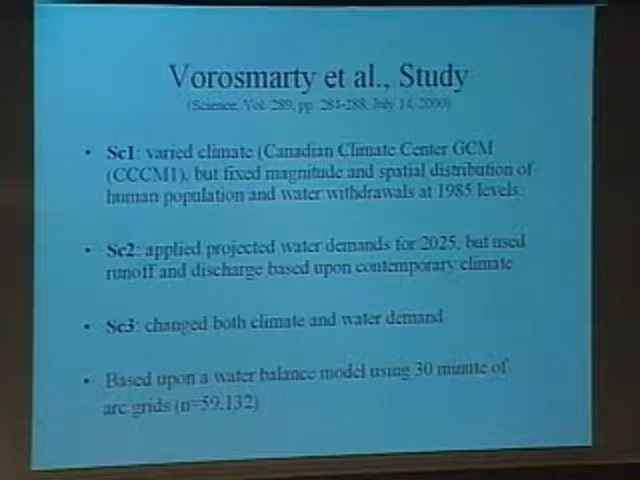 Vorosmarty et al., Study
(Science, Vol. 289, pp. 284-288, July 14, 2000)
• Sc1: varied climate (Canadian Climate Center GCM
(CCCM1), but fixed magnitude and spatial distribution of
human population and water withdrawals at 1985 levels.
• Sc2: applied projected water demands for 2025, but used
runoff and discharge based upon contemporary climate
• Sc3: changed both climate and water demand
• Based upon a water balance model using 30 minute of
arc grids (n=59,132)